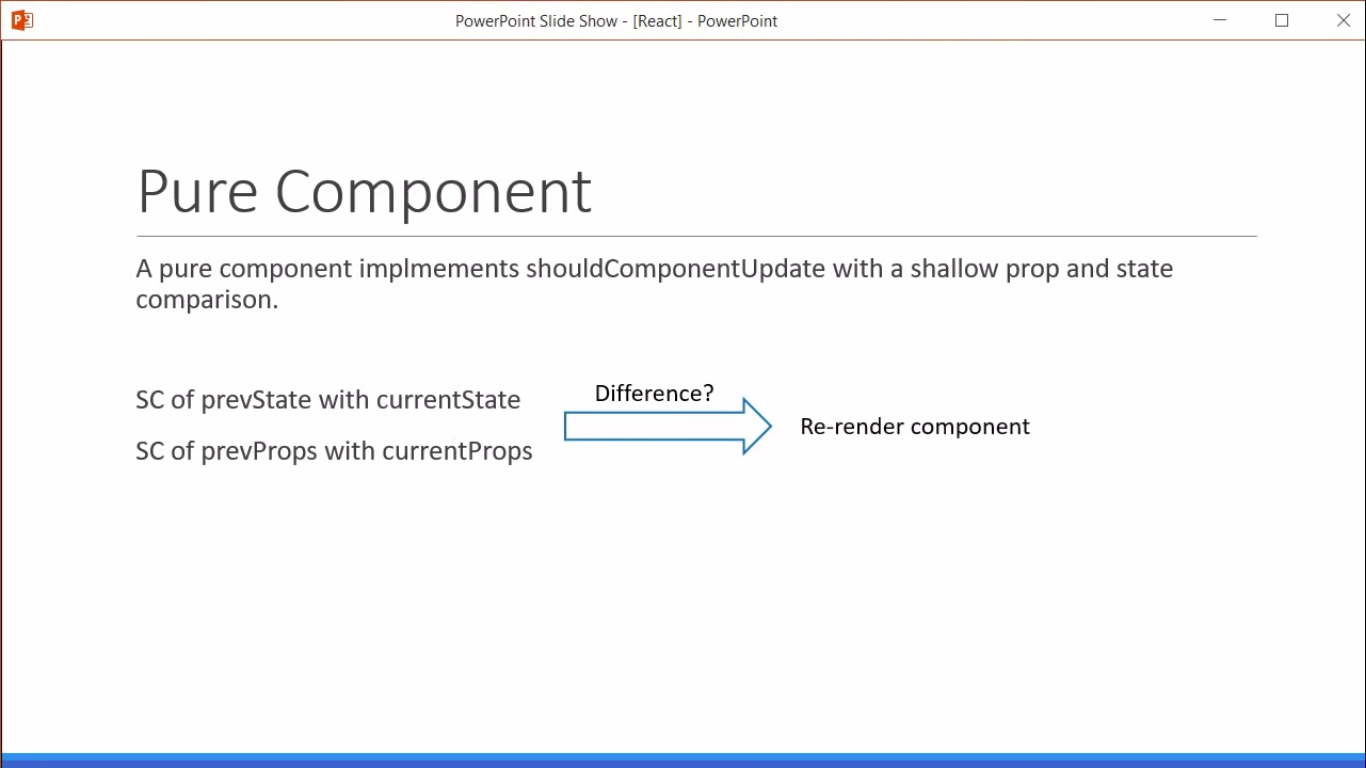 PowerPoint Slide Show - [React] - PowerPoint
Pure Component
A pure component implmements shouldComponentUpdate with a shallow prop and state
comparison.
SC of prevState with currentState
SC of prevProps with currentProps
Difference?
Re-render component